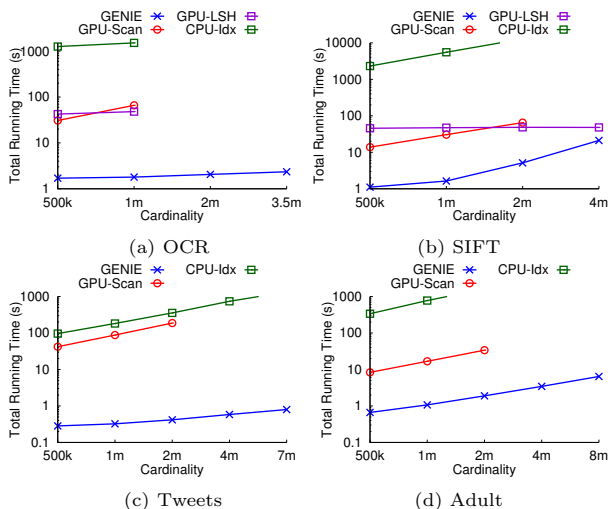 GENIE GPU-LSH
GPU-Scan CPU-Idx
Total Running Time (s)
1000
100
10
1
500k 1m 2m 3.5m
Cardinality
(a) OCR
GENIE GPU-LSH
GPU-Scan CPU-Idx
Total Running Time (s)
10000
1000
100
10
1
500k 1m 2m 4m
Cardinality
(b) SIFT
GENIE CPU-Idx
GPU-Scan
Total Running Time (s)
1000
100
10
1
0.1
500k 1m 2m 4m 7m
Cardinality
(c) Tweets
GENIE CPU-Idx
GPU-Scan
Total Running Time (s)
1000
100
10
1
0.1
500k 1m 2m 4m 8m
Cardinality
(d) Adult